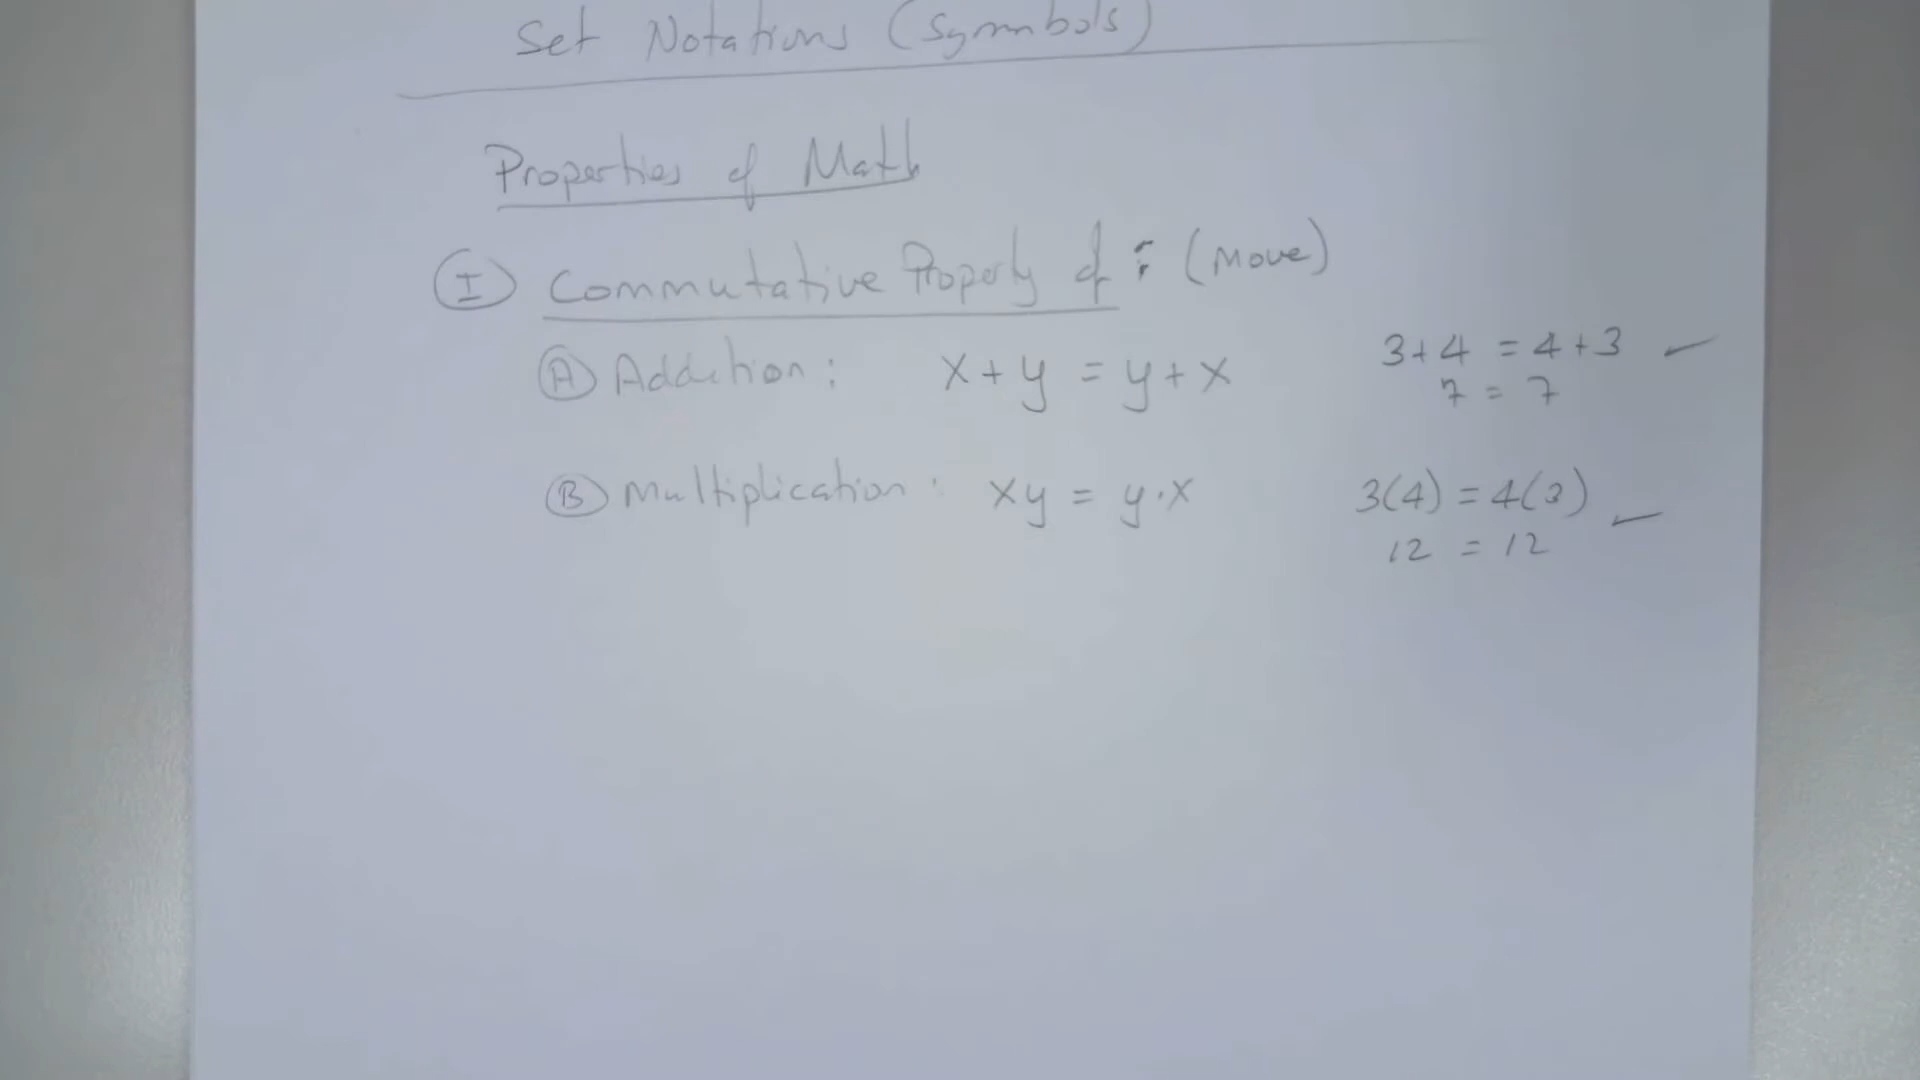 Set Notations (Symbols)
Properties of Math
I Commutative Property of : (Move)
A Addition : x + y = y + x 3+4 = 4+3
7 = 7
B Multiplication : xy = y·x 3(4) = 4(3)
12 = 12